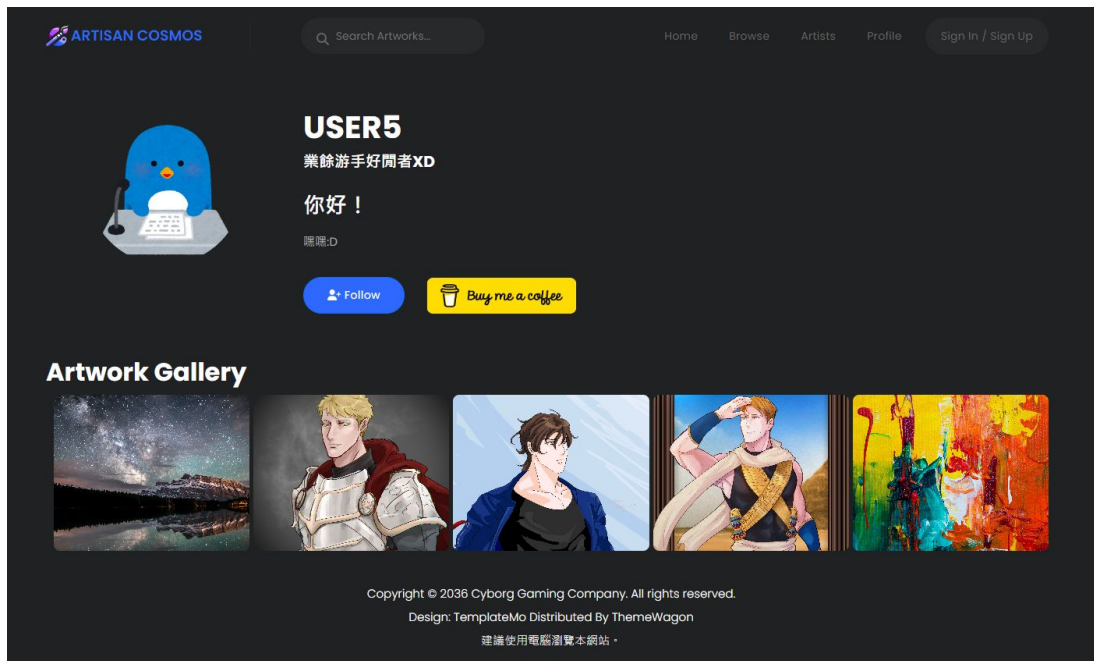 ARTISAN COSMOS
Search Artworks...
Home
Browse
Artists
Profile
Sign In / Sign Up
USER5
業餘游手好閒者XD
你好！
嘿嘿:D
Follow
Buy me a coffee
Artwork Gallery
Copyright © 2036 Cyborg Gaming Company. All rights reserved.
Design: TemplateMo Distributed By ThemeWagon
建議使用電腦瀏覽本網站。